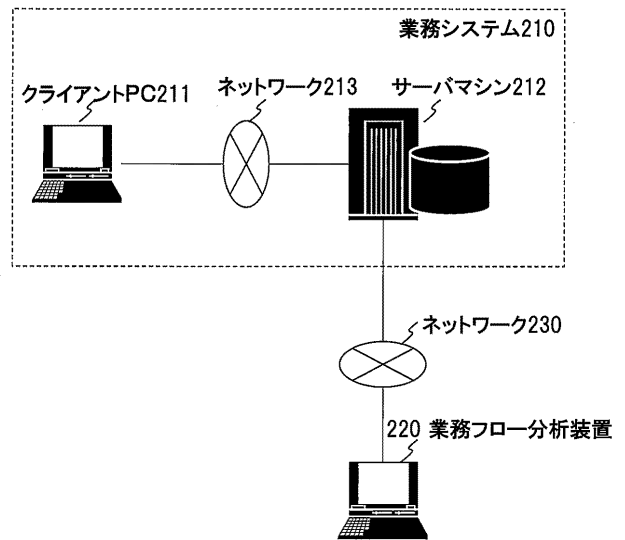 業務システム210
クライアントPC211
ネットワーク213
サーバマシン212
ネットワーク230
220 業務フロー分析装置